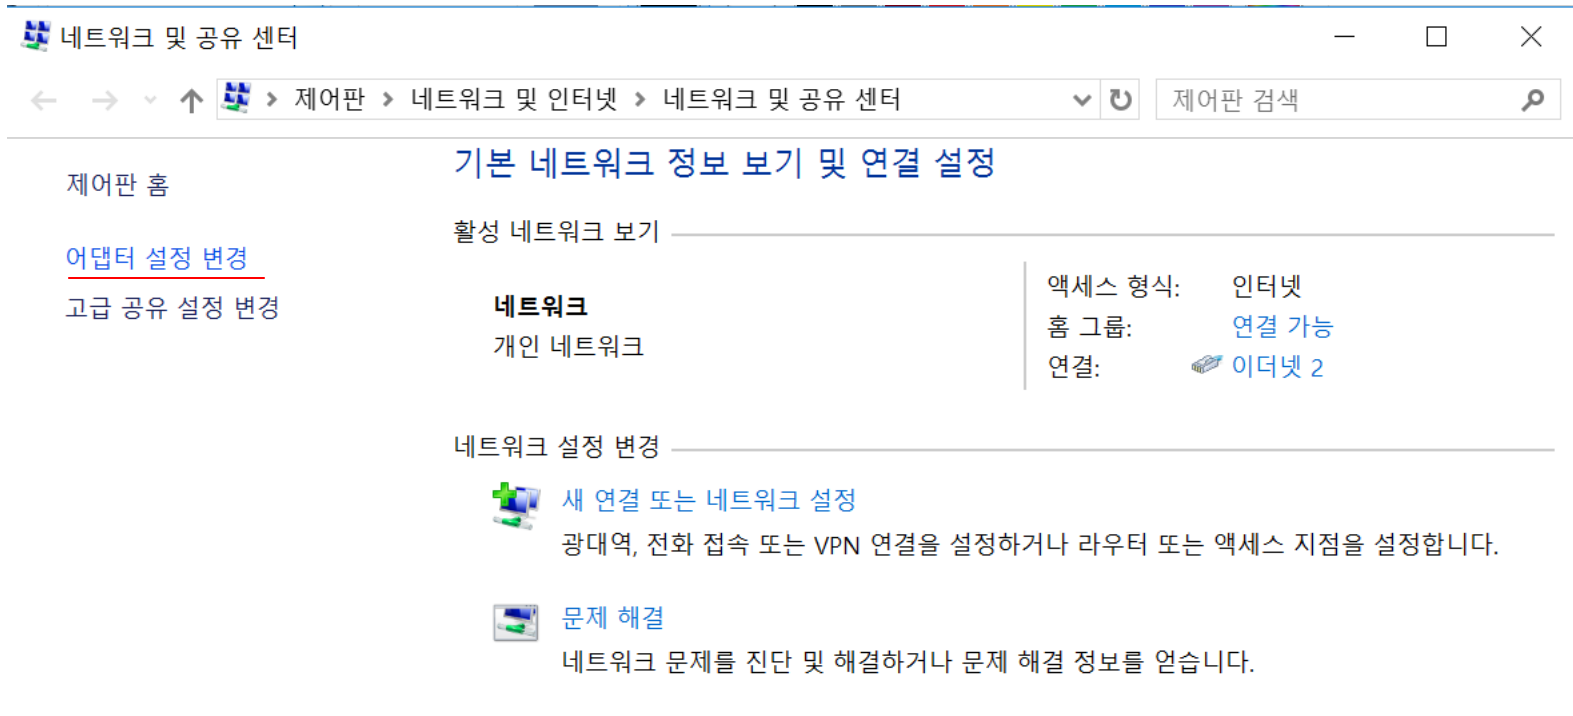 네트워크 및 공유 센터
제어판 > 네트워크 및 인터넷 > 네트워크 및 공유 센터
제어판 검색
제어판 홈
어댑터 설정 변경
고급 공유 설정 변경
기본 네트워크 정보 보기 및 연결 설정
활성 네트워크 보기
네트워크
개인 네트워크
액세스 형식: 인터넷
홈 그룹: 연결 가능
연결: 이더넷 2
네트워크 설정 변경
새 연결 또는 네트워크 설정
광대역, 전화 접속 또는 VPN 연결을 설정하거나 라우터 또는 액세스 지점을 설정합니다.
문제 해결
네트워크 문제를 진단 및 해결하거나 문제 해결 정보를 얻습니다.